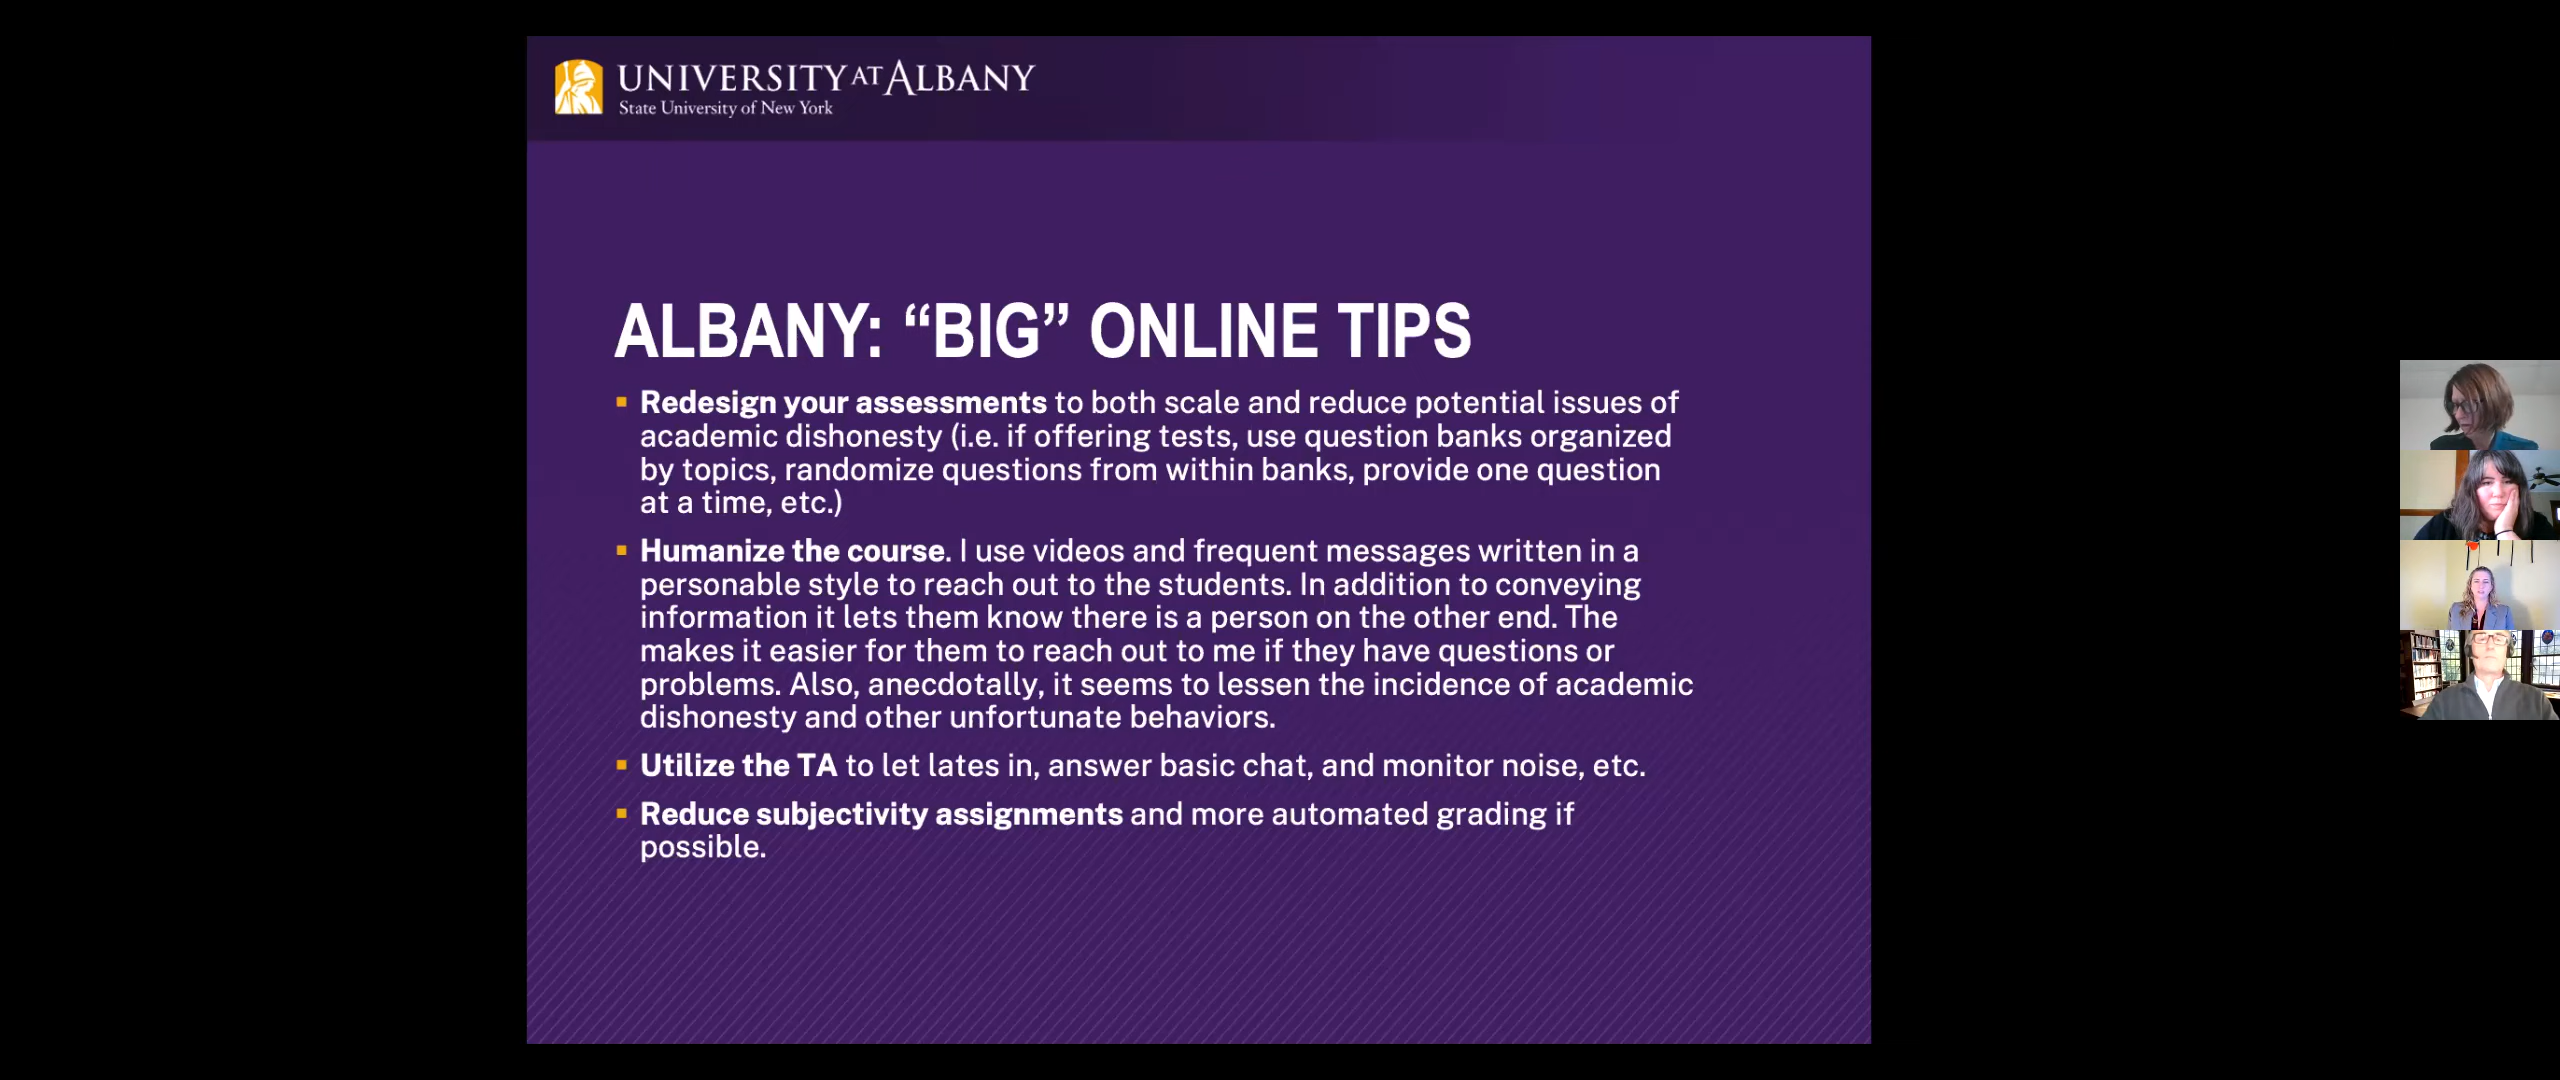 UNIVERSITY AT ALBANY
State University of New York
ALBANY: “BIG” ONLINE TIPS
▪ Redesign your assessments to both scale and reduce potential issues of
academic dishonesty (i.e. if offering tests, use question banks organized
by topics, randomize questions from within banks, provide one question
at a time, etc.)
▪ Humanize the course. I use videos and frequent messages written in a
personable style to reach out to the students. In addition to conveying
information it lets them know there is a person on the other end. The
makes it easier for them to reach out to me if they have questions or
problems. Also, anecdotally, it seems to lessen the incidence of academic
dishonesty and other unfortunate behaviors.
▪ Utilize the TA to let lates in, answer basic chat, and monitor noise, etc.
▪ Reduce subjectivity assignments and more automated grading if
possible.